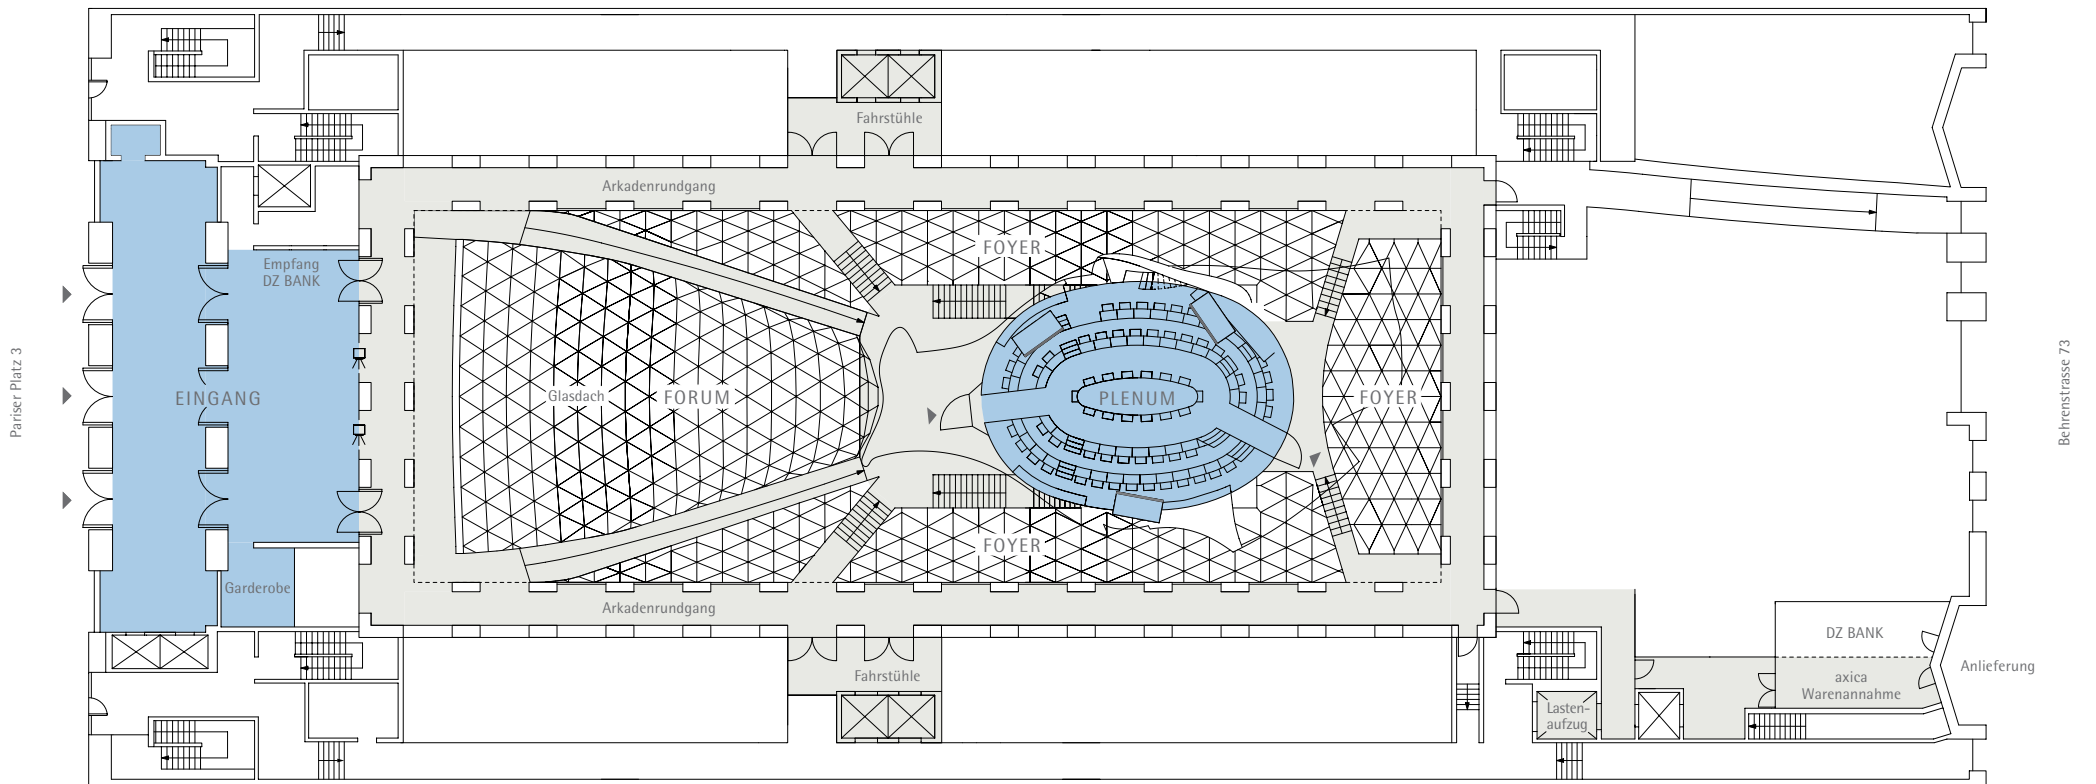 Fahrstühle
Arkadenrundgang
FOYER
Empfang
DZ BANK
Pariser Platz 3
EINGANG
Glasdach
FORUM
PLENUM
FOYER
Behrenstrasse 73
FOYER
Garderobe
Arkadenrundgang
DZ BANK
Anlieferung
Fahrstühle
axica
Warenannahme
Lasten-
aufzug